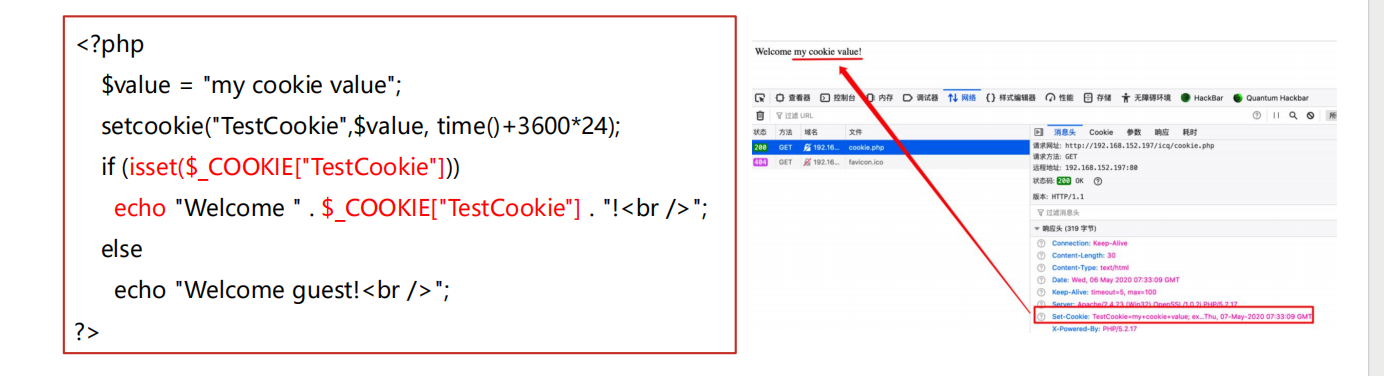 <?php
$value = "my cookie value";
setcookie("TestCookie",$value, time()+3600*24);
if (isset($_COOKIE["TestCookie"]))
echo "Welcome " . $_COOKIE["TestCookie"] . "!<br />";
else
echo "Welcome guest!<br />";
?>
Welcome my cookie value!
查看器 控制台 内存 调试器 网络 {} 样式编辑器 性能 存储 无障碍环境 HackBar Quantum Hackbar
过滤 URL
状态 方法 域名 文件 消息头 Cookie 参数 响应 耗时
200 GET 192.16... cookie.php
404 GET 192.16... favicon.ico
请求网址: http://192.168.152.197/icq/cookie.php
请求方法: GET
远程地址: 192.168.152.197:80
状态码: 200 OK
版本: HTTP/1.1
过滤消息头
响应头 (319 字节)
Connection: Keep-Alive
Content-Length: 30
Content-Type: text/html
Date: Wed, 06 May 2020 07:33:09 GMT
Keep-Alive: timeout=5, max=100
Server: Apache/2.4.23 (Win32) OpenSSL/1.0.2j PHP/5.2.17
Set-Cookie: TestCookie=my+cookie+value; ex...Thu, 07-May-2020 07:33:09 GMT
X-Powered-By: PHP/5.2.17